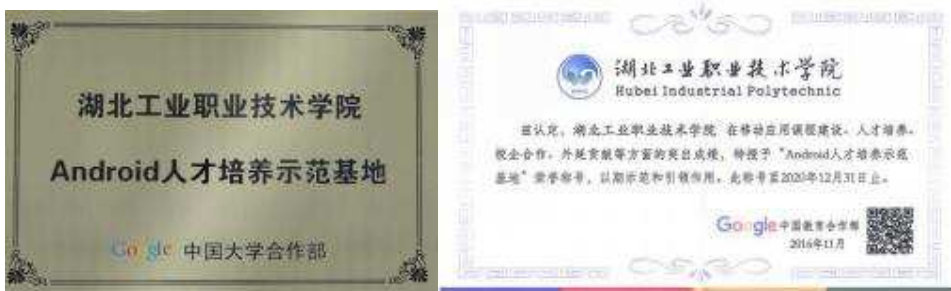 湖北工业职业技术学院
Android人才培养示范基地
Google 中国大学合作部
湖北工业职业技术学院
Hubei Industrial Polytechnic
兹认定，湖北工业职业技术学院 在移动应用课程建设、人才培养、
校企合作、外延贡献等方面的突出成绩，特授予“Android人才培养示范
基地”荣誉称号，以期示范和引领作用。此称号至2020年12月31日止。
Google 中国教育合作部
2016年11月